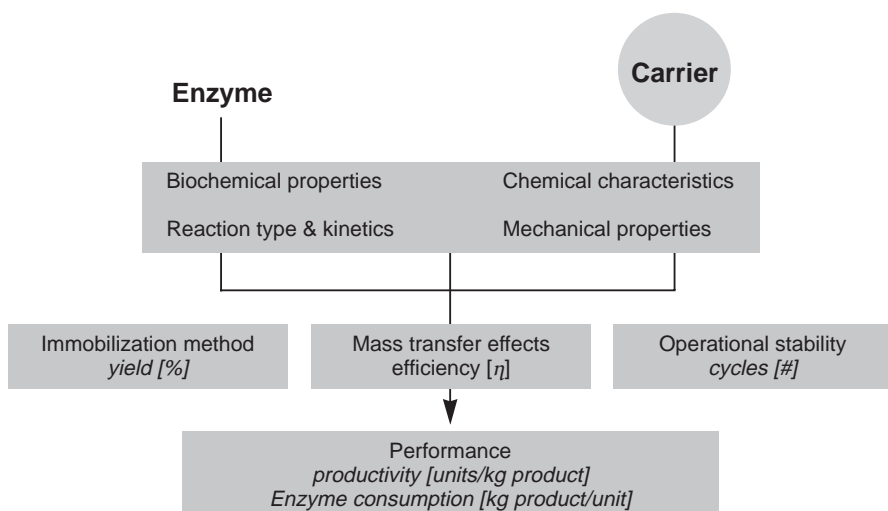 Enzyme
Carrier
Biochemical properties
Chemical characteristics
Reaction type & kinetics
Mechanical properties
Immobilization method
yield [%]
Mass transfer effects
efficiency [η]
Operational stability
cycles [#]
Performance
productivity [units/kg product]
Enzyme consumption [kg product/unit]